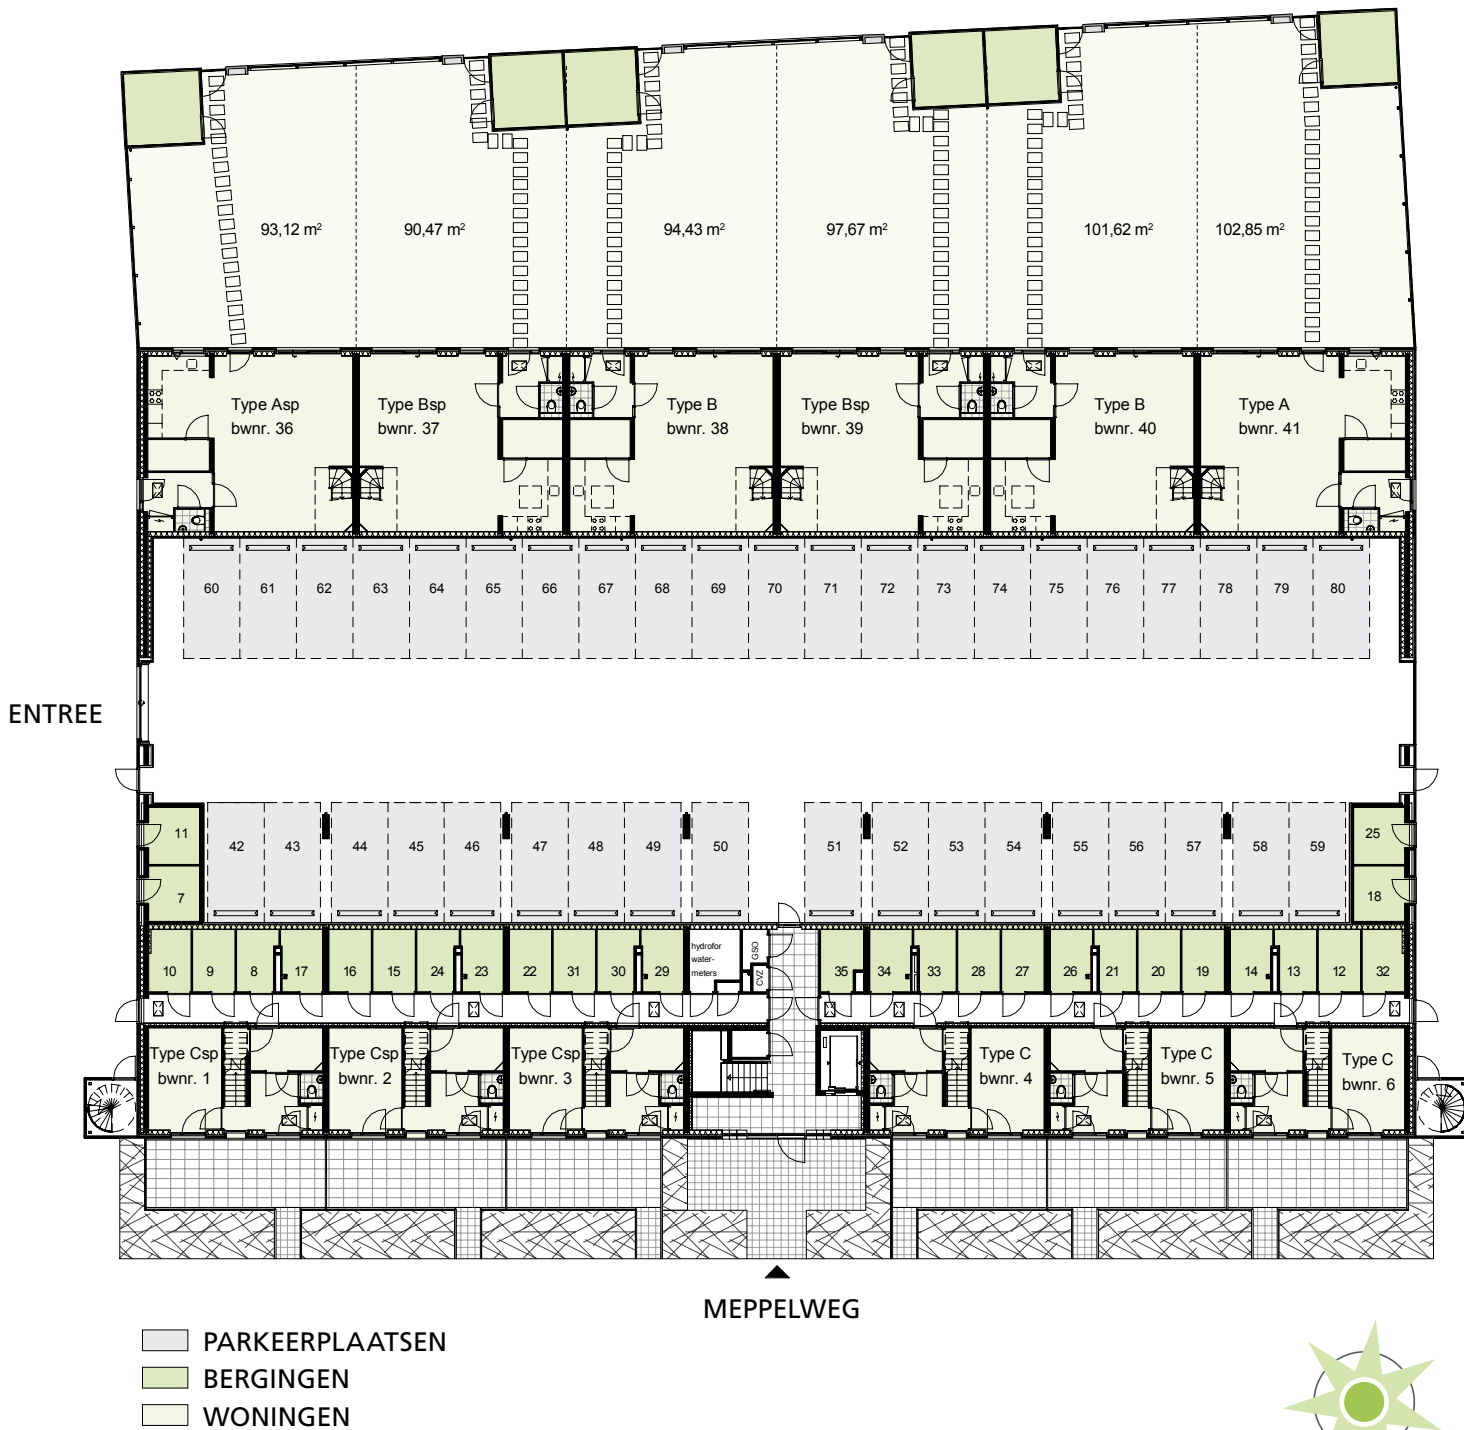 93,12 m² 90,47 m² 94,43 m² 97,67 m² 101,62 m² 102,85 m²
Type Asp
bwnr. 36
Type Bsp
bwnr. 37
Type B
bwnr. 38
Type Bsp
bwnr. 39
Type B
bwnr. 40
Type A
bwnr. 41
60 61 62 63 64 65 66 67 68 69 70 71 72 73 74 75 76 77 78 79 80
ENTREE
11
7
42 43 44 45 46 47 48 49 50 51 52 53 54 55 56 57 58 59
25
18
10 9 8 17 16 15 24 23 22 31 30 29
hydrofor
water-
meters
GSO
CVZ
35 34 33 28 27 26 21 20 19 14 13 12 32
Type Csp
bwnr. 1
Type Csp
bwnr. 2
Type Csp
bwnr. 3
Type C
bwnr. 4
Type C
bwnr. 5
Type C
bwnr. 6
MEPPELWEG
PARKEERPLAATSEN
BERGINGEN
WONINGEN